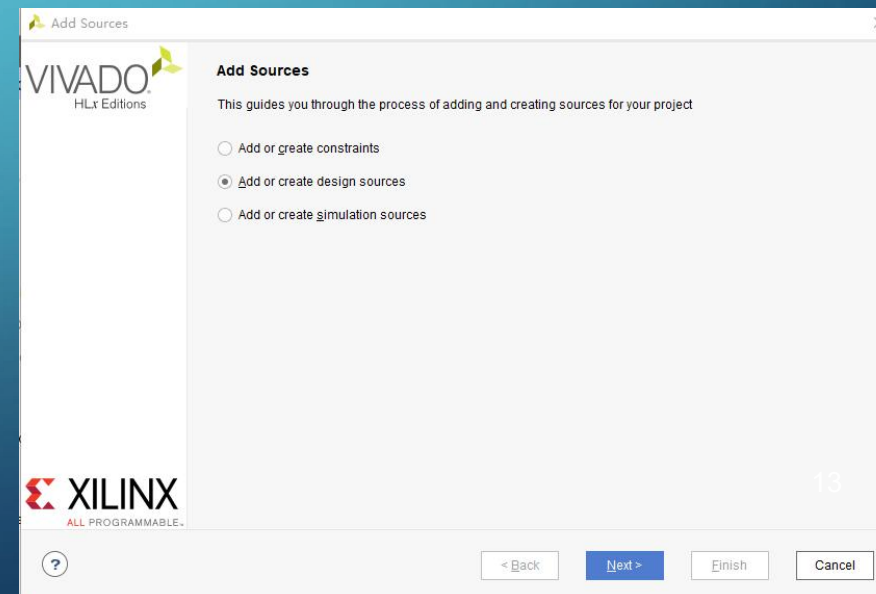 Add Sources
VIVADO
HLx Editions
Add Sources
This guides you through the process of adding and creating sources for your project
Add or create constraints
Add or create design sources
Add or create simulation sources
13
XILINX
ALL PROGRAMMABLE.
?
< Back
Next >
Finish
Cancel